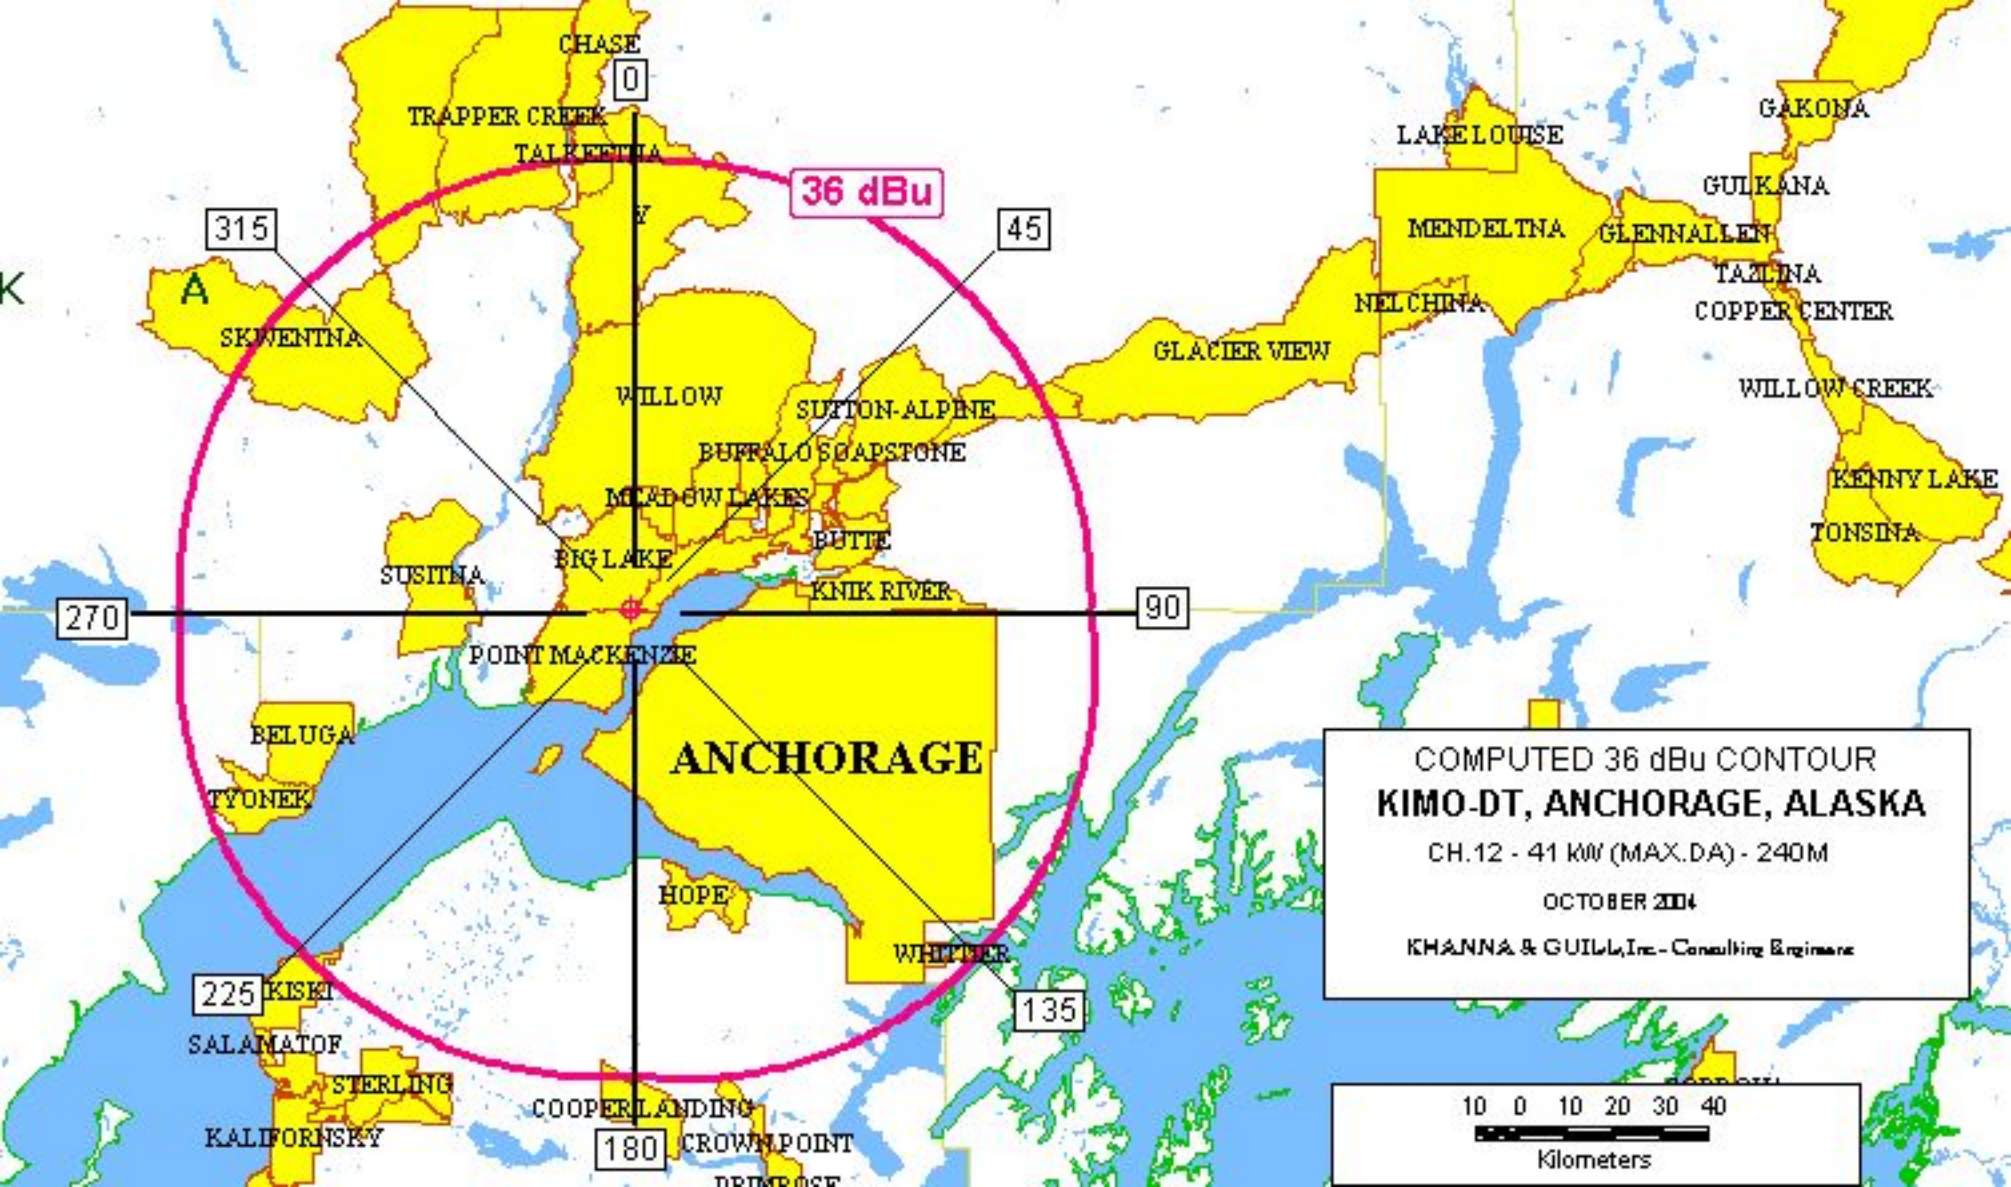 CHASE
0
GAKONA
TRAPPER CREEK
LAKE LOUISE
TALKEETNA
GULKANA
36 dBu
Y
315
45
MENDELTNA
GLENNALLEN
K
A
TAZLINA
NELCHINA
COPPER CENTER
SKWENTNA
GLACIER VIEW
WILLOW
WILLOW CREEK
SUTTON-ALPINE
BUFFALO SOAPSTONE
KENNY LAKE
MEADOW LAKES
TONSINA
BUTTE
BIG LAKE
SUSITNA
KNIK RIVER
270
90
POINT MACKENZIE
BELUGA
ANCHORAGE
TYONEK
HOPE
WHITTIER
225
KISKI
135
SALAMATOF
STERLING
COOPER LANDING
KALIFORNSKY
180
CROWN POINT
PRIMROSE
COMPUTED 36 dBu CONTOUR
KIMO-DT, ANCHORAGE, ALASKA
CH.12 - 41 kW (MAX.DA) - 240M
OCTOBER 2004
KHANNA & GUILL, Inc. - Consulting Engineers
10 0 10 20 30 40
Kilometers